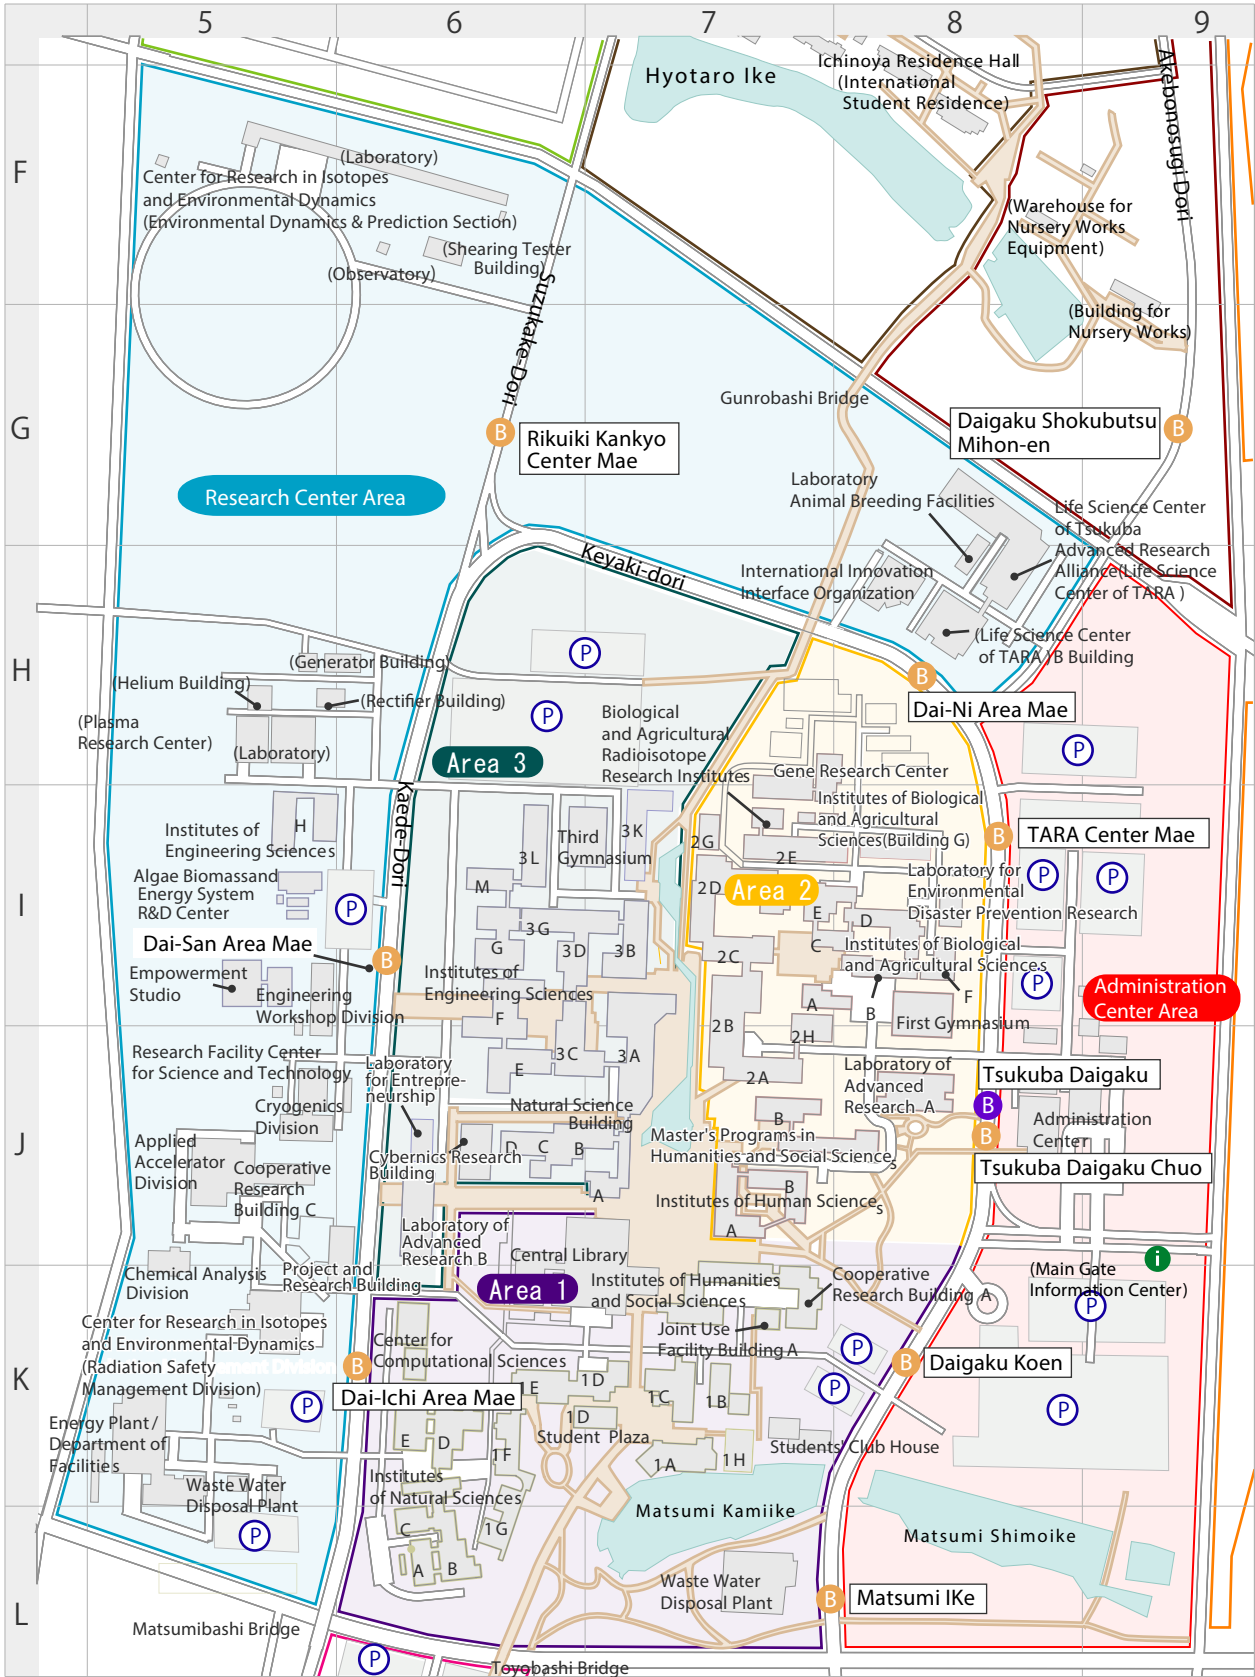 5 6 7 8 9
F
G
H
I
J
K
L
Hyotaro Ike
Ichinoya Residence Hall
(International
Student Residence)
Akebonosugi Dori
(Laboratory)
Center for Research in Isotopes
and Environmental Dynamics
(Environmental Dynamics & Prediction Section)
(Shearing Tester
Building)
(Observatory)
Suzukake-Dori
(Warehouse for
Nursery Works
Equipment)
(Building for
Nursery Works)
Gunrobashi Bridge
B
Rikuiki Kankyo
Center Mae
Daigaku Shokubutsu
Mihon-en
B
Research Center Area
Laboratory
Animal Breeding Facilities
Life Science Center
of Tsukuba
Advanced Research
Alliance(Life Science
Center of TARA )
Keyaki-dori
International Innovation
Interface Organization
(Life Science Center
of TARA )B Building
P
(Generator Building)
(Helium Building)
(Rectifier Building)
(Plasma
Research Center)
(Laboratory)
P
B
Dai-Ni Area Mae
Area 3
Biological
and Agricultural
Radioisotope
Research Institutes
Gene Research Center
P
Kaede-Dori
H
Institutes of
Engineering Sciences
3L
Third
Gymnasium
3K
2G
Institutes of Biological
and Agricultural
Sciences(Building G)
2E
B
TARA Center Mae
Algae Biomassand
Energy System
R&D Center
P
M
2D
Area 2
Laboratory for
Environmental
Disaster Prevention Research
P
P
E
D
C
3G
G
3D
3B
2C
Dai-San Area Mae
B
Institutes of Biological
and Agricultural Sciences
Empowerment
Studio
Engineering
Workshop Division
Institutes of
Engineering Sciences
A
B
F
P
Administration
Center Area
F
First Gymnasium
2B
2H
Research Facility Center
for Science and Technology
Laboratory
for Entrepre-
neurship
E
3C
3A
2A
Laboratory of
Advanced
Research A
Tsukuba Daigaku
B
B
Cryogenics
Division
Natural Science
Building
B
Administration
Center
Applied
Accelerator
Division
Cooperative
Research
Building C
Cybernics Research
Building
D
C
B
A
Master's Programs in
Humanities and Social Sciences
Tsukuba Daigaku Chuo
B
Institutes of Human Sciences
A
Laboratory of
Advanced
Research B
Central Library
i
Chemical Analysis
Division
Project and
Research Building
Area 1
Institutes of Humanities
and Social Sciences
Cooperative
Research Building A
(Main Gate
Information Center)
P
Center for Research in Isotopes
and Environmental Dynamics
(Radiation Safety
Management Division)
ement Division)
Center for
Computational Sciences
B
Joint Use
Facility Building A
P
B
Daigaku Koen
Dai-Ichi Area Mae
P
1E
1D
1C
1B
P
P
Energy Plant /
Department of
Facilities
E
D
1F
1D
Student Plaza
1A
1H
Students' Club House
Waste Water
Disposal Plant
Institutes
of Natural Sciences
P
C
1G
Matsumi Kamiike
Matsumi Shimoike
A
B
Waste Water
Disposal Plant
B
Matsumi IKe
Matsumibashi Bridge
P
Toyobashi Bridge